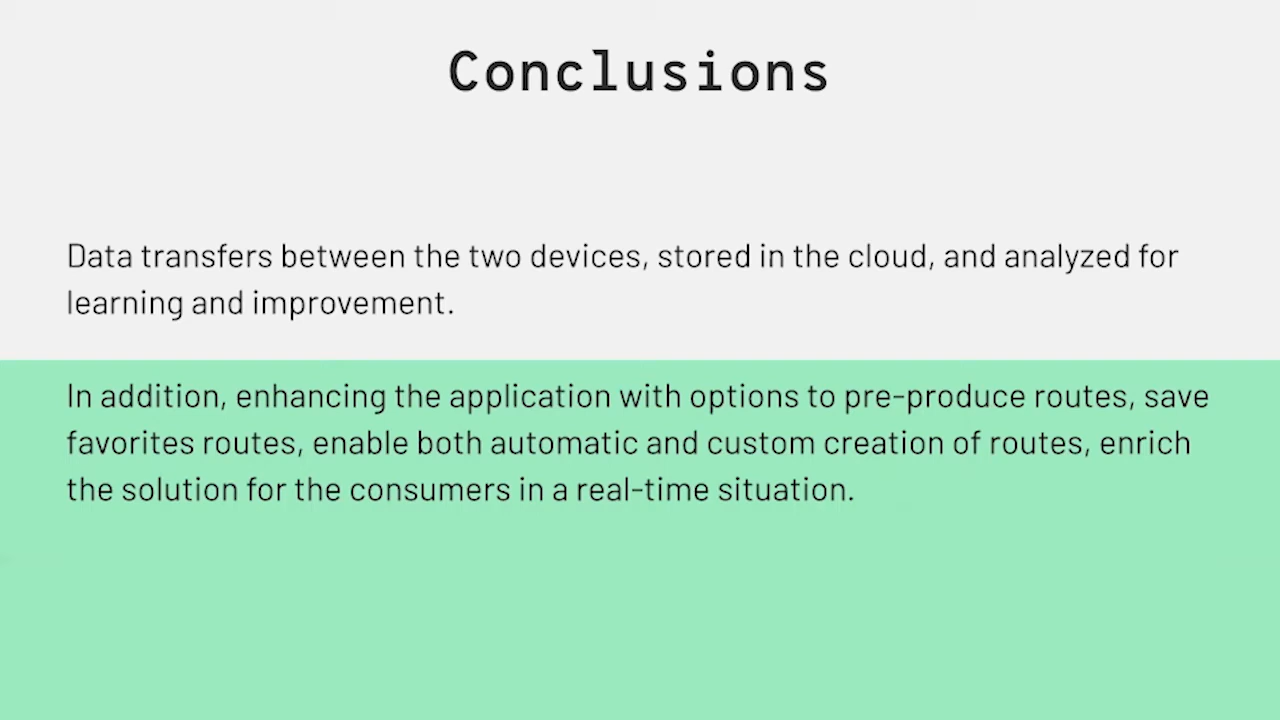 Conclusions
Data transfers between the two devices, stored in the cloud, and analyzed for
learning and improvement.
In addition, enhancing the application with options to pre-produce routes, save
favorites routes, enable both automatic and custom creation of routes, enrich
the solution for the consumers in a real-time situation.